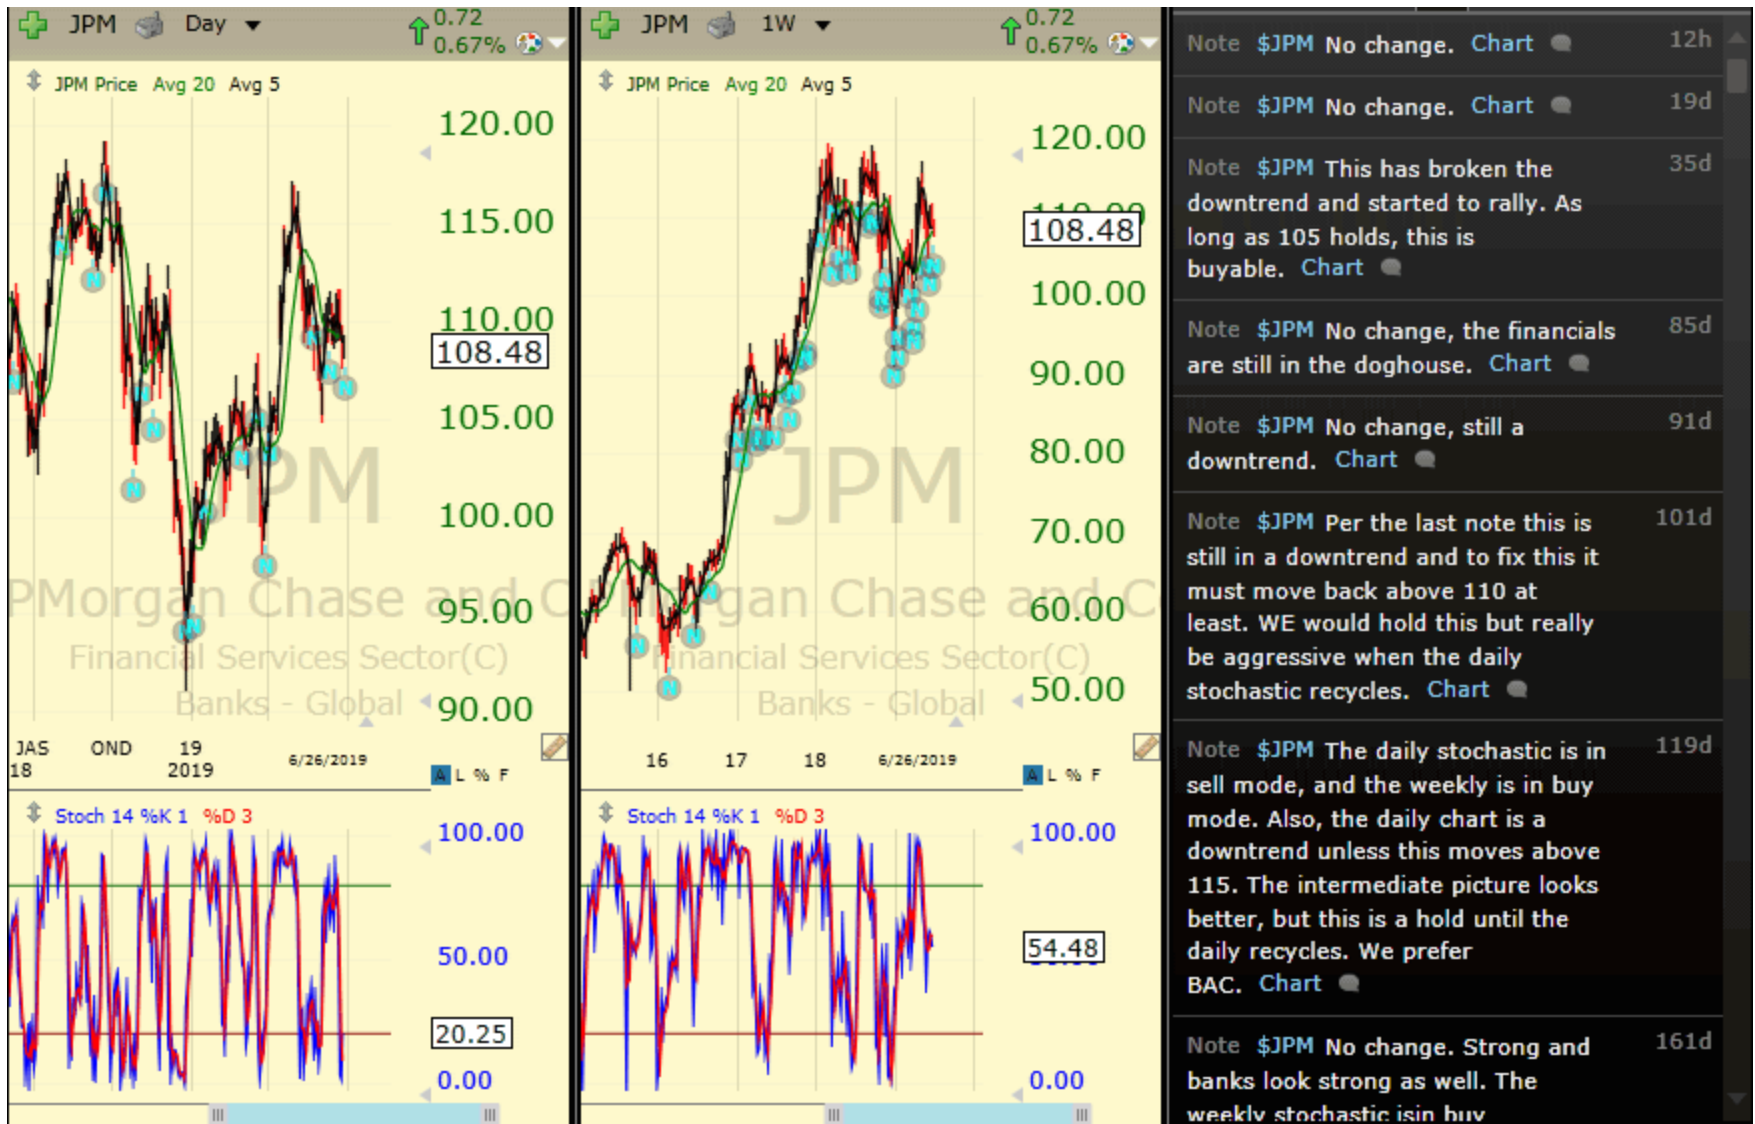 JPM Day 0.72
0.67%
JPM Price Avg 20 Avg 5
120.00
115.00
110.00
108.48
105.00
100.00
95.00
90.00
JPM
PMorgan Chase and C
Financial Services Sector(C)
Banks - Global
JAS OND 19 6/26/2019
18 2019
A L % F
Stoch 14 %K 1 %D 3
100.00
50.00
20.25
0.00
JPM 1W 0.72
0.67%
JPM Price Avg 20 Avg 5
120.00
110.00
108.48
100.00
90.00
80.00
70.00
60.00
50.00
JPM
gan Chase and C
Financial Services Sector(C)
Banks - Global
16 17 18 6/26/2019
A L % F
Stoch 14 %K 1 %D 3
100.00
54.48
0.00
Note $JPM No change. Chart 12h
Note $JPM No change. Chart 19d
Note $JPM This has broken the 35d
downtrend and started to rally. As
long as 105 holds, this is
buyable. Chart
Note $JPM No change, the financials 85d
are still in the doghouse. Chart
Note $JPM No change, still a 91d
downtrend. Chart
Note $JPM Per the last note this is 101d
still in a downtrend and to fix this it
must move back above 110 at
least. WE would hold this but really
be aggressive when the daily
stochastic recycles. Chart
Note $JPM The daily stochastic is in 119d
sell mode, and the weekly is in buy
mode. Also, the daily chart is a
downtrend unless this moves above
115. The intermediate picture looks
better, but this is a hold until the
daily recycles. We prefer
BAC. Chart
Note $JPM No change. Strong and 161d
banks look strong as well. The
weekly stochastic isin buy